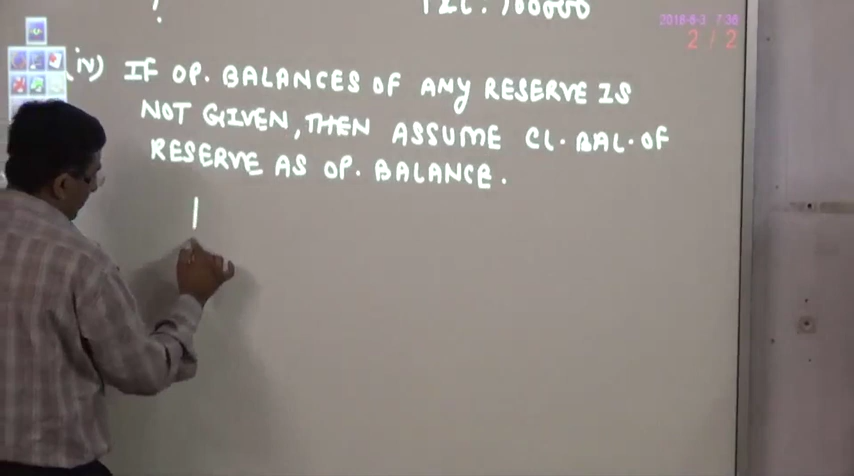 2018-6-3 7:36
2 / 2
(iv) IF OP. BALANCES OF ANY RESERVE IS
NOT GIVEN, THEN ASSUME CL. BAL. OF
RESERVE AS OP. BALANCE.